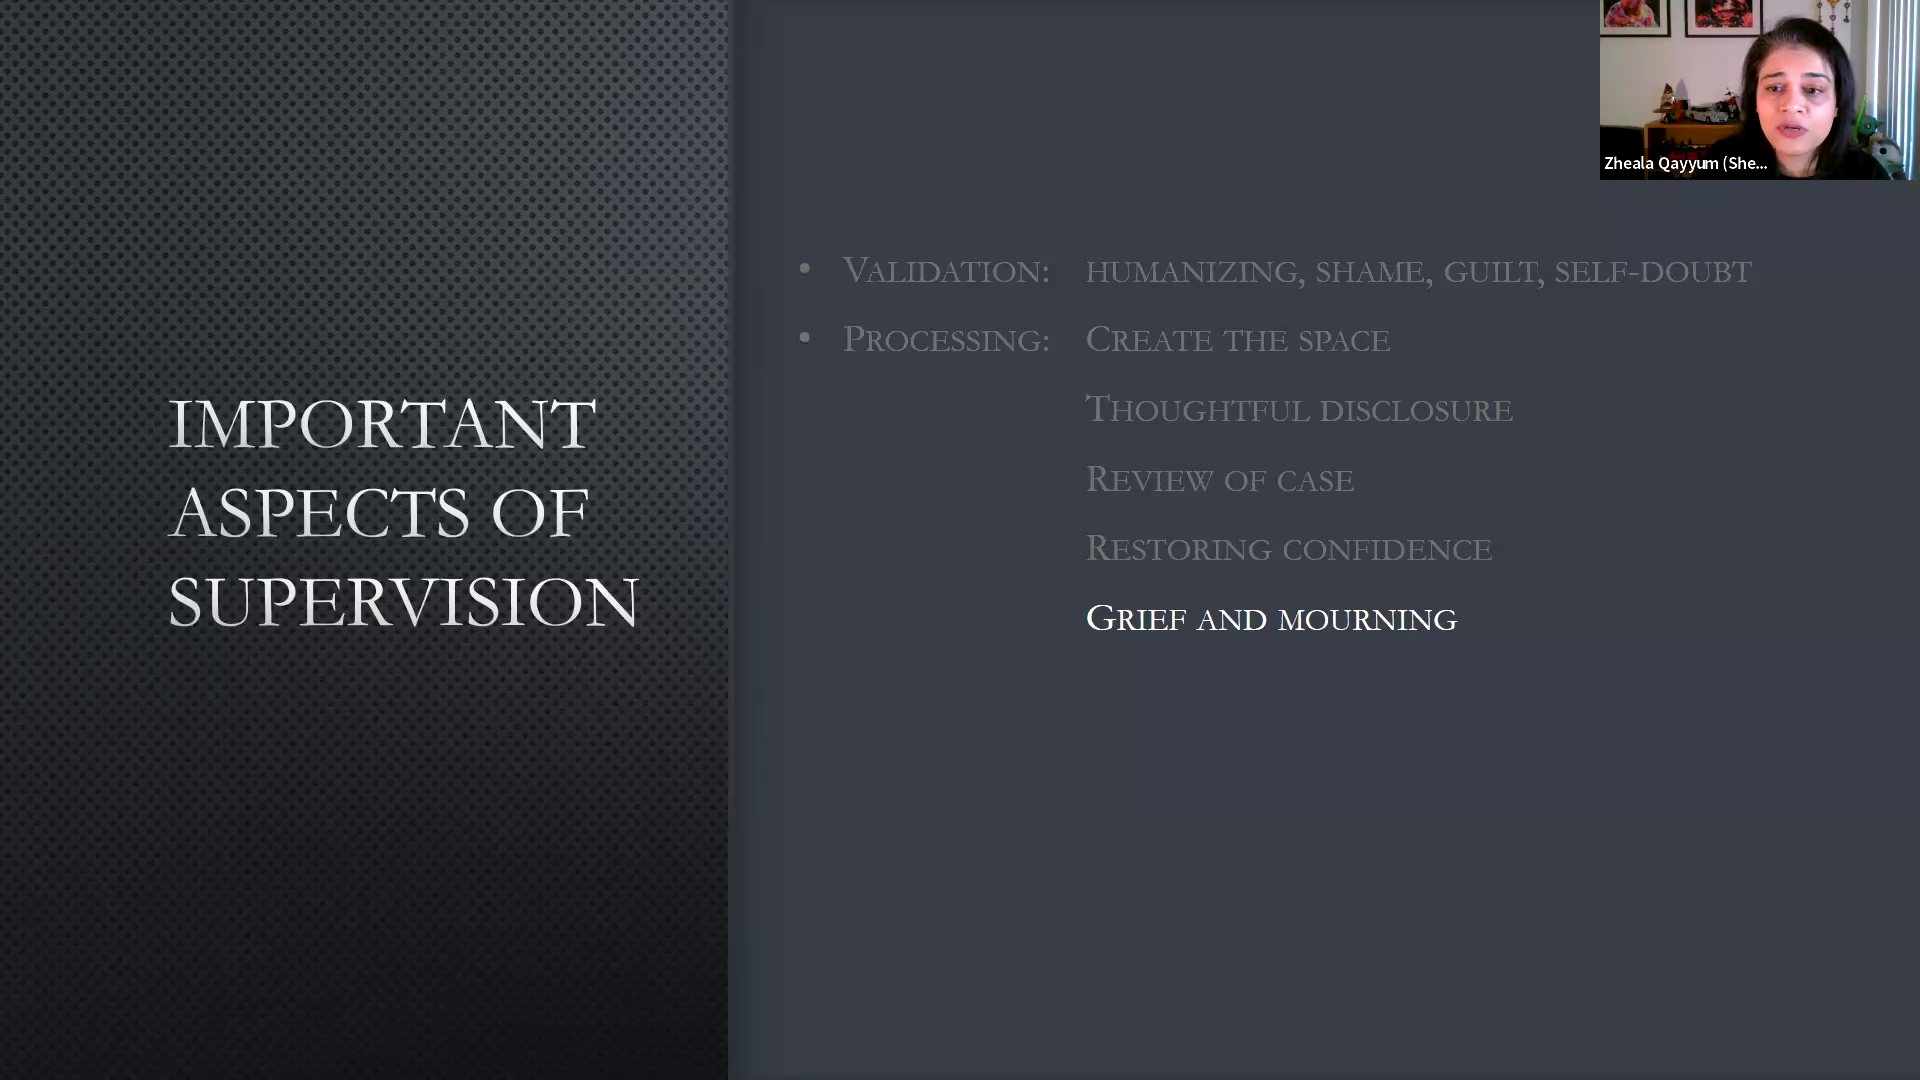 IMPORTANT
ASPECTS OF
SUPERVISION
• VALIDATION: HUMANIZING, SHAME, GUILT, SELF-DOUBT
• PROCESSING: CREATE THE SPACE
THOUGHTFUL DISCLOSURE
REVIEW OF CASE
RESTORING CONFIDENCE
GRIEF AND MOURNING
Zheala Qayyum (She...